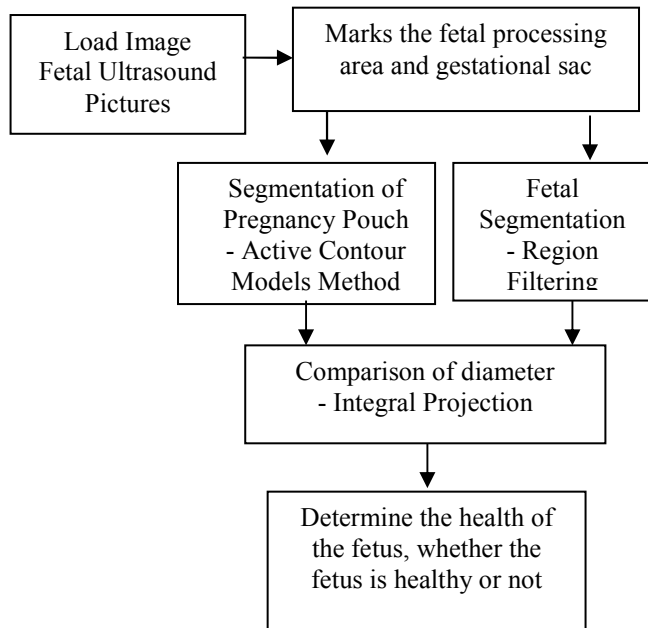 Load Image
Fetal Ultrasound
Pictures
Marks the fetal processing
area and gestational sac
Segmentation of
Pregnancy Pouch
- Active Contour
Models Method
Fetal
Segmentation
- Region
Filtering
Comparison of diameter
- Integral Projection
Determine the health of
the fetus, whether the
fetus is healthy or not